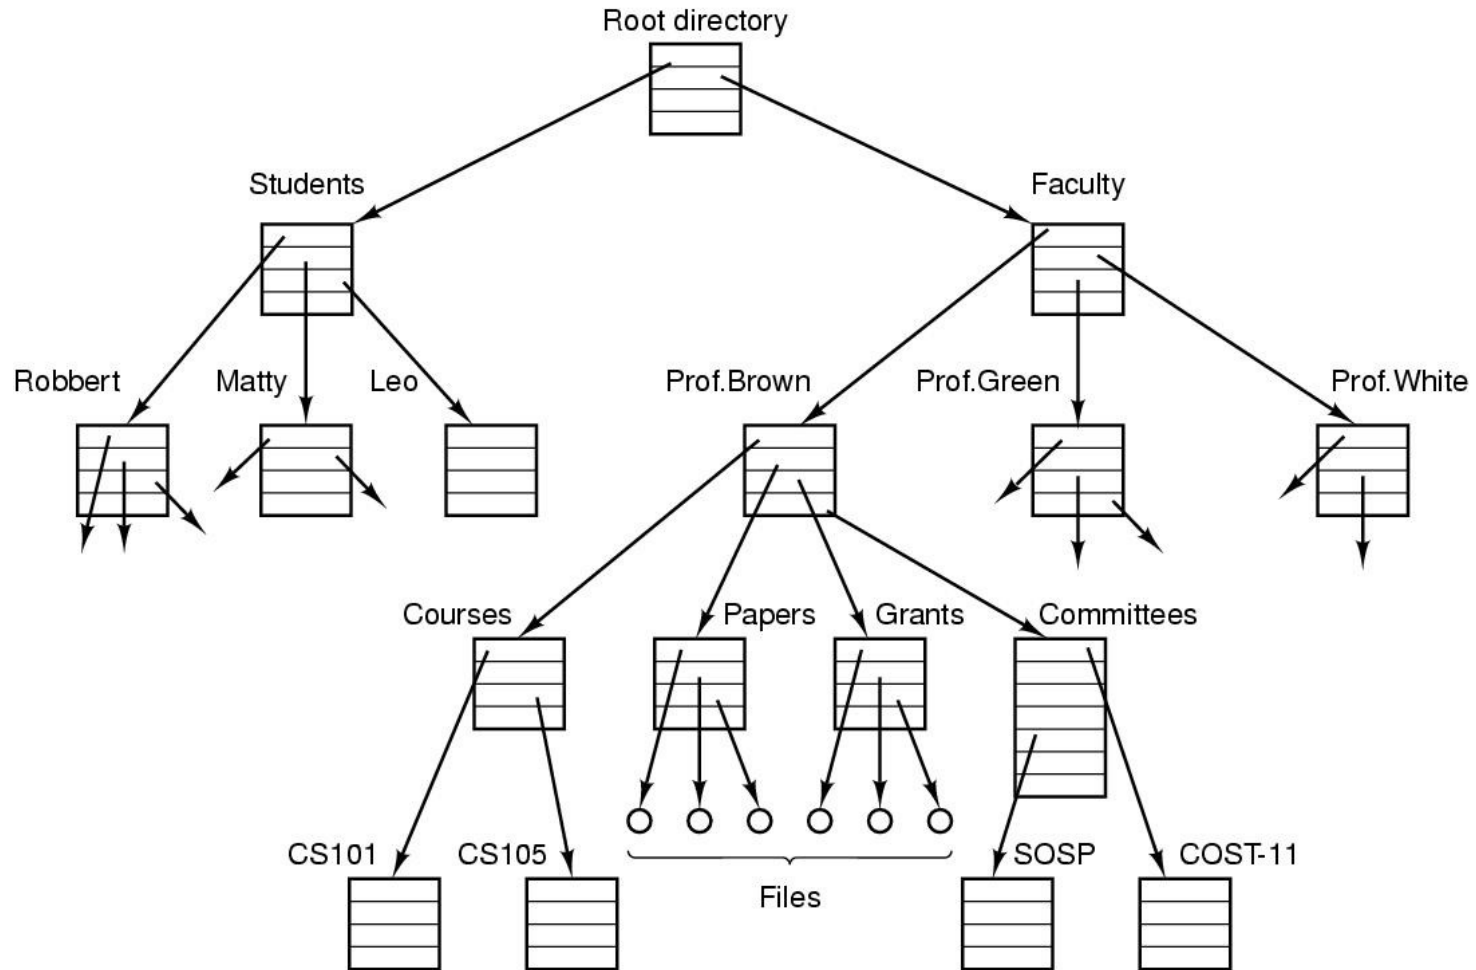 Root directory
Students
Faculty
Robbert
Matty
Leo
Prof.Brown
Prof.Green
Prof.White
Courses
Papers
Grants
Committees
CS101
CS105
SOSP
COST-11
Files